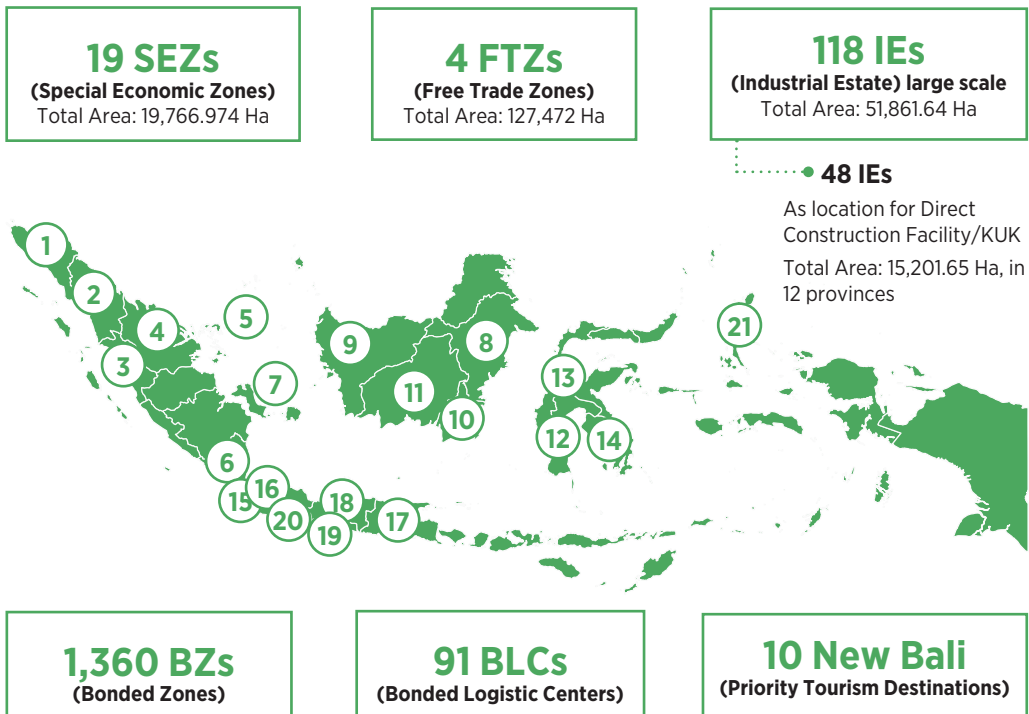 19 SEZs
(Special Economic Zones)
Total Area: 19,766.974 Ha
4 FTZs
(Free Trade Zones)
Total Area: 127,472 Ha
118 IEs
(Industrial Estate) large scale
Total Area: 51,861.64 Ha
48 IEs
As location for Direct
Construction Facility/KUK
Total Area: 15,201.65 Ha, in
12 provinces
1
2
3
4
5
6
7
8
9
10
11
12
13
14
15
16
17
18
19
20
21
1,360 BZs
(Bonded Zones)
91 BLCs
(Bonded Logistic Centers)
10 New Bali
(Priority Tourism Destinations)